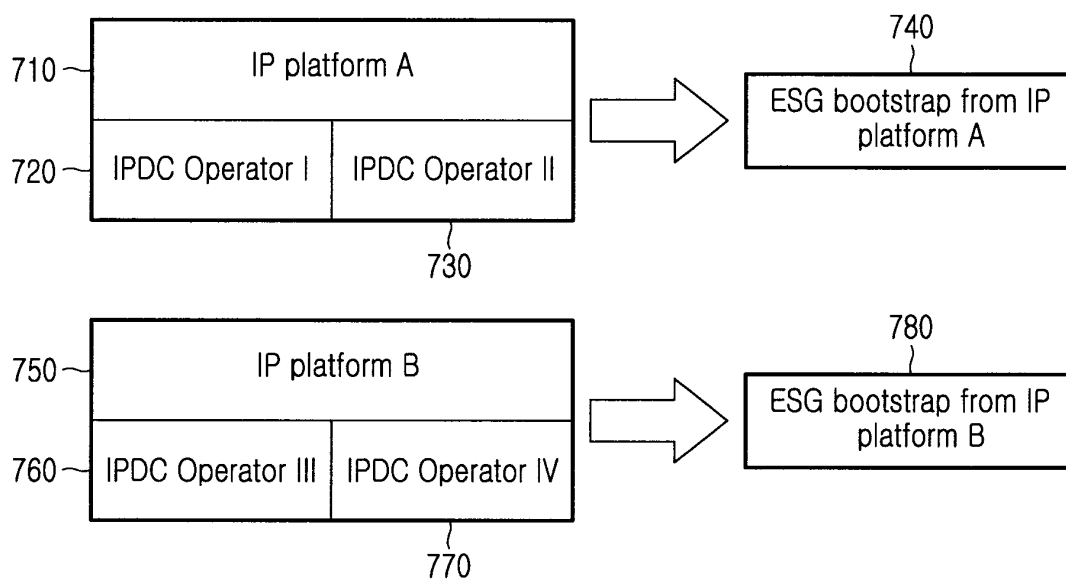 740
710
IP platform A
ESG bootstrap from IP
platform A
720
IPDC Operator I
IPDC Operator II
730
780
750
IP platform B
ESG bootstrap from IP
platform B
760
IPDC Operator III
IPDC Operator IV
770